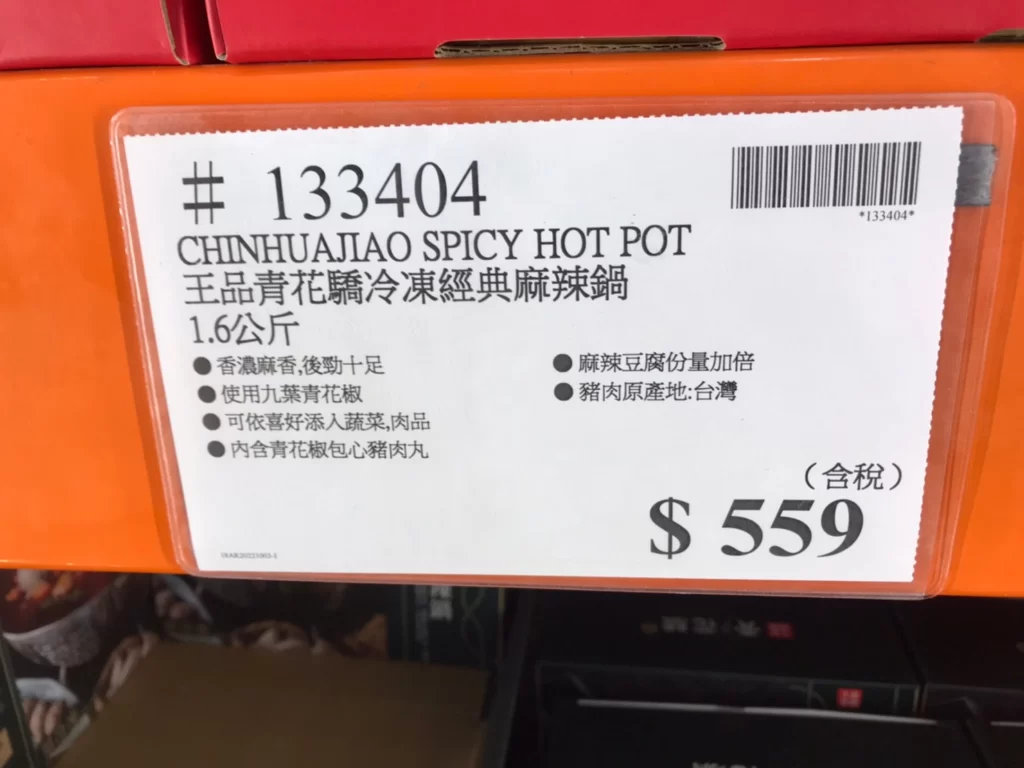 # 133404
*133404*
CHINHUAJIAO SPICY HOT POT
王品青花驕冷凍經典麻辣鍋
1.6公斤
●香濃麻香,後勁十足
●使用九葉青花椒
●可依喜好添入蔬菜,肉品
●內含青花椒包心豬肉丸
●麻辣豆腐份量加倍
●豬肉原產地:台灣
（含稅）
$ 559